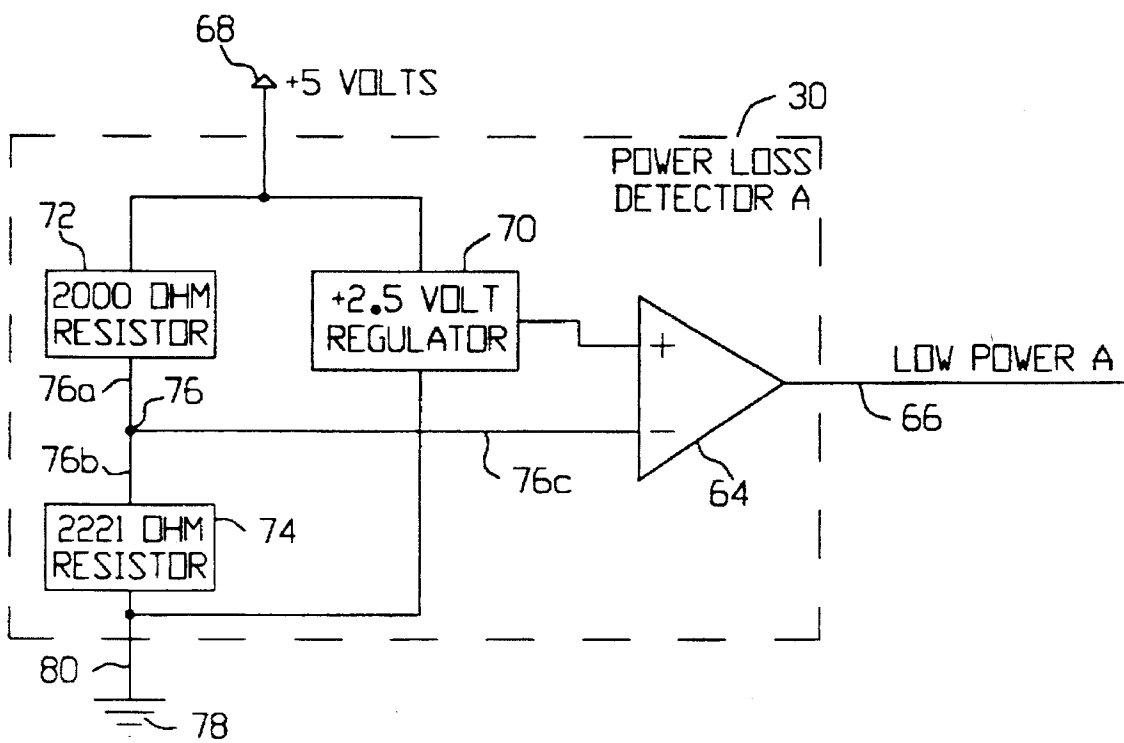 68
+5 VOLTS
30
POWER LOSS
DETECTOR A
72
70
2000 OHM
RESISTOR
+2.5 VOLT
REGULATOR
+
LOW POWER A
76a
76
66
−
76b
76c
64
2221 OHM
RESISTOR
74
80
78